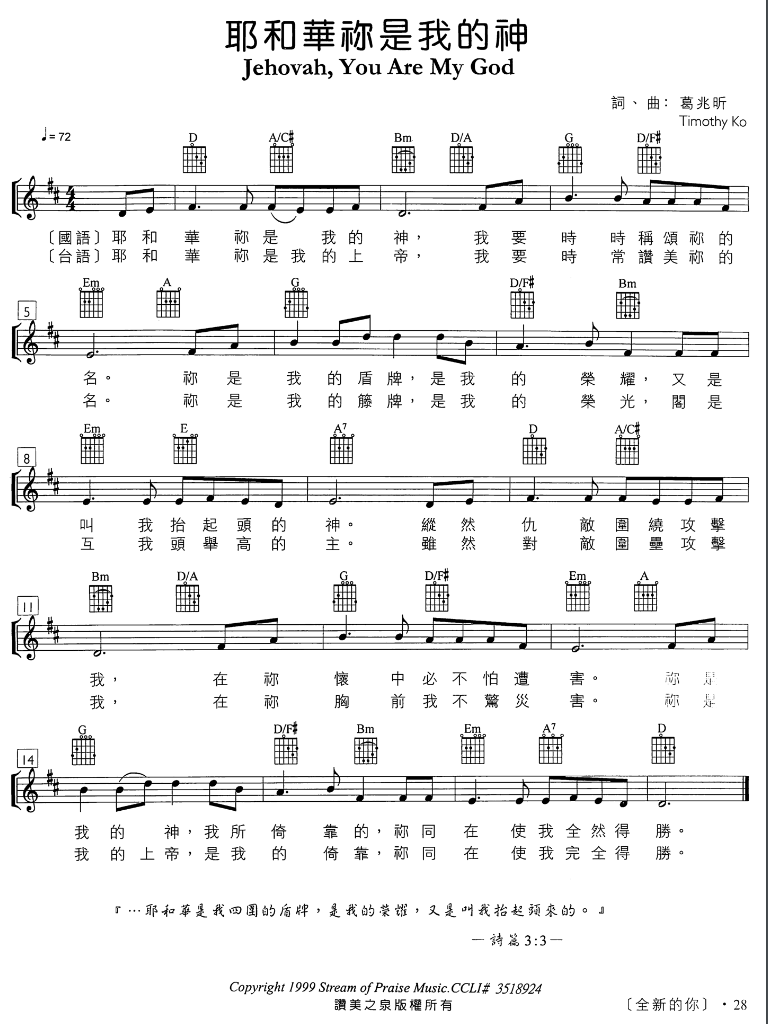 耶和華祢是我的神
Jehovah, You Are My God
詞、曲：葛兆昕
Timothy Ko
♩= 72
D A/C# Bm D/A G D/F#
4 4
〔國語〕耶 和 華 祢 是 我 的 神， 我 要 時 時 稱 頌 祢 的
〔台語〕耶 和 華 祢 是 我 的 上 帝， 我 要 時 常 讚 美 祢 的
Em A G D/F# Bm
5
名。 祢 是 我 的 盾 牌，是 我 的 榮 耀，又 是
名。 祢 是 我 的 籐 牌，是 我 的 榮 光，閣 是
Em E A7 D A/C#
8
叫 我 抬 起 頭 的 神。 縱 然 仇 敵 圍 繞 攻 擊
互 我 頭 舉 高 的 主。 雖 然 對 敵 圍 壘 攻 擊
Bm D/A G D/F# Em A
11
我， 在 祢 懷 中 必 不 怕 遭 害。 祢 是
我， 在 祢 胸 前 我 不 驚 災 害。 祢 是
G D/F# Bm Em A7 D
14
我 的 神，我 所 倚 靠 的，祢 同 在 使 我 全 然 得 勝。
我 的 上 帝，是 我 的 倚 靠，祢 同 在 使 我 完 全 得 勝。
『…耶和華是我四圍的盾牌，是我的榮耀，又是叫我抬起頭來的。』
—詩篇 3:3—
Copyright 1999 Stream of Praise Music.CCLI# 3518924
讚美之泉版權所有
〔全新的你〕・28